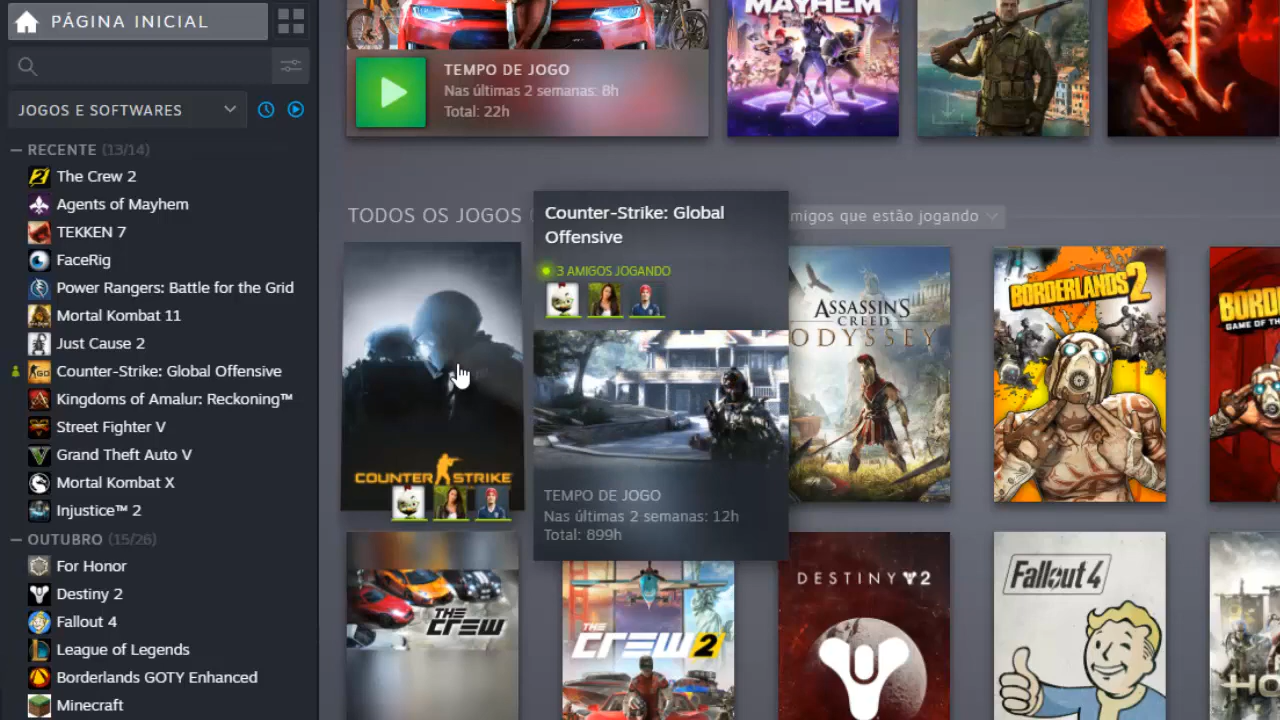 PÁGINA INICIAL
JOGOS E SOFTWARES
RECENTE (13/14)
The Crew 2
Agents of Mayhem
TEKKEN 7
FaceRig
Power Rangers: Battle for the Grid
Mortal Kombat 11
Just Cause 2
Counter-Strike: Global Offensive
Kingdoms of Amalur: Reckoning™
Street Fighter V
Grand Theft Auto V
Mortal Kombat X
Injustice™ 2
OUTUBRO (15/26)
For Honor
Destiny 2
Fallout 4
League of Legends
Borderlands GOTY Enhanced
Minecraft
TEMPO DE JOGO
Nas últimas 2 semanas: 8h
Total: 22h
MAYHEM
TODOS OS JOGOS
migos que estão jogando
Counter-Strike: Global
Offensive
3 AMIGOS JOGANDO
TEMPO DE JOGO
Nas últimas 2 semanas: 12h
Total: 899h
COUNTER STRIKE
ASSASSIN'S
CREED
ODYSSEY
BORDERLANDS 2
BORD
GAME OF TH
THE
CREW
THE
CREW 2
DESTINY 2
Fallout 4
HO